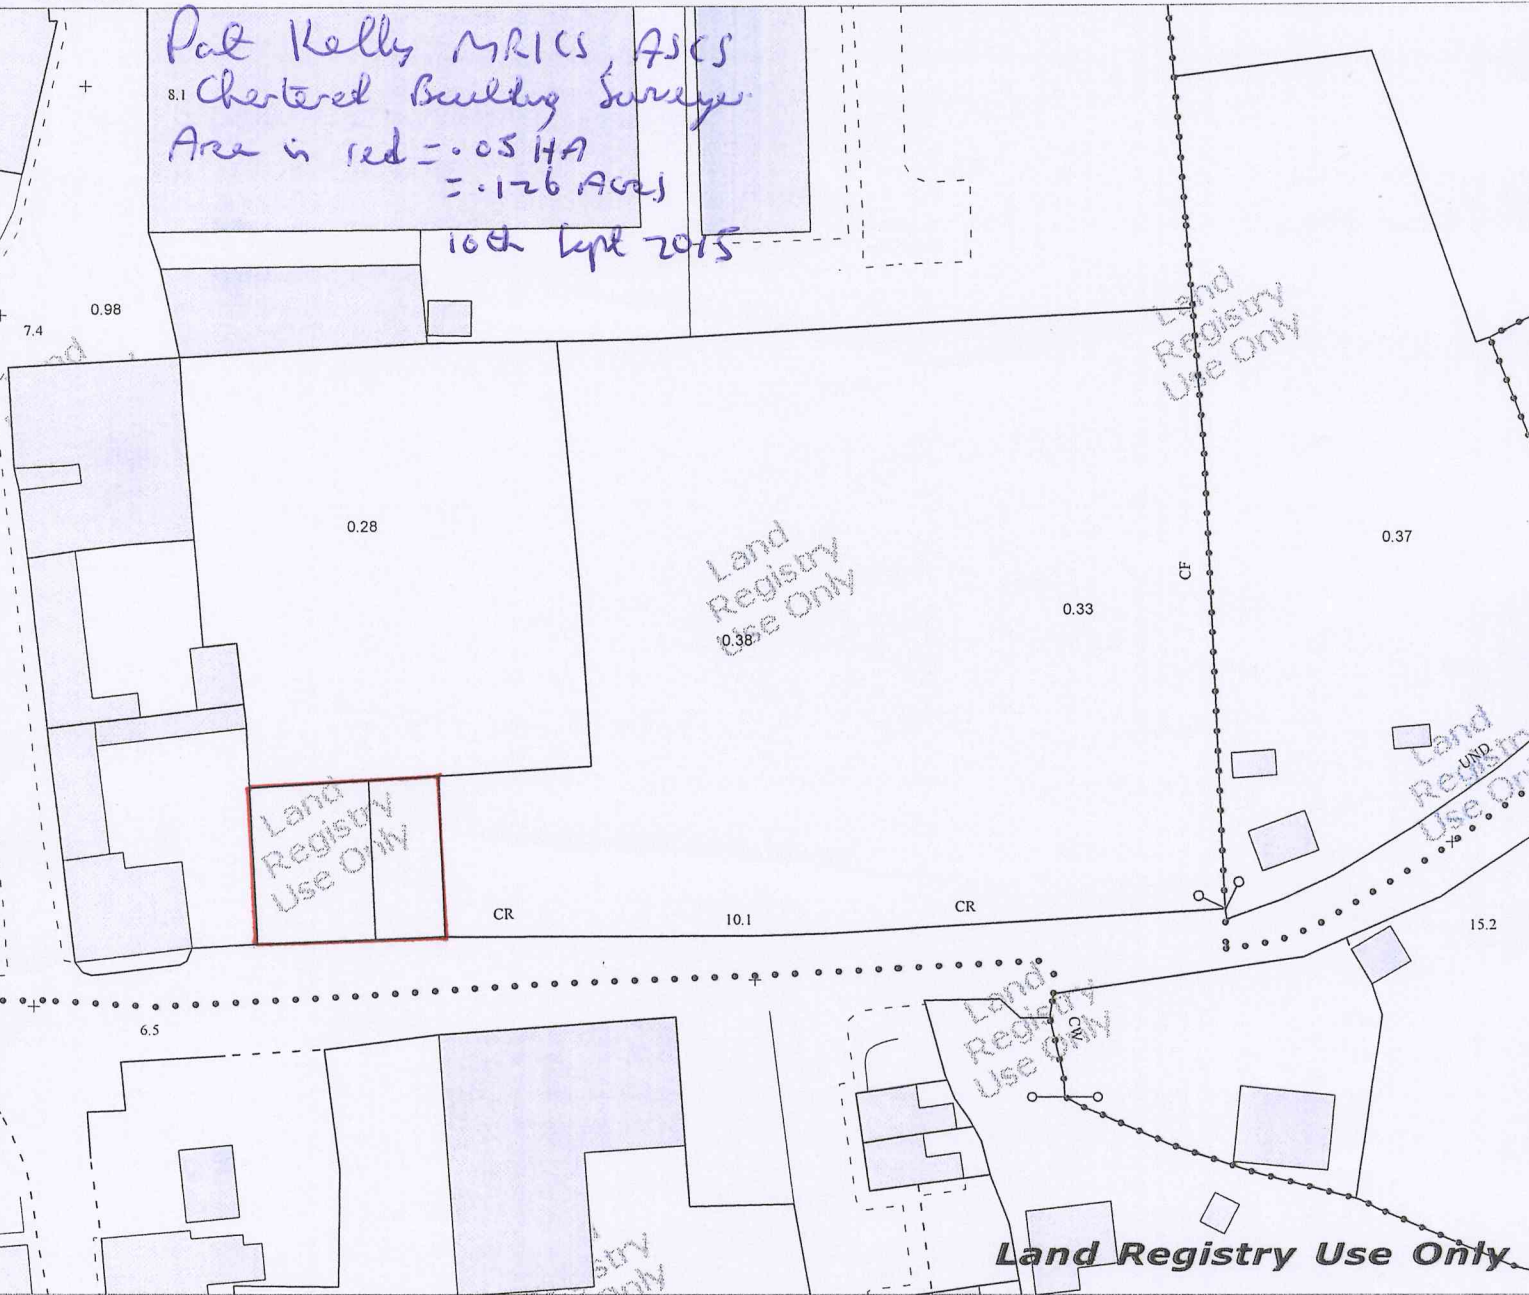 Pat Kelly MRICS, ASCS
8.1
Chartered Building Surveyor
Area in red = .05 HA
= .126 Acres
10th Sept 2015
0.98
7.4
Land
Registry
Use Only
0.28
Land
Registry
Use Only
0.38
0.33
CF
0.37
Land
Registry
Use Only
UND
Land
Registry
Use Only
CR
10.1
CR
15.2
6.5
Land
Registry
Use Only
CW
Land Registry Use Only